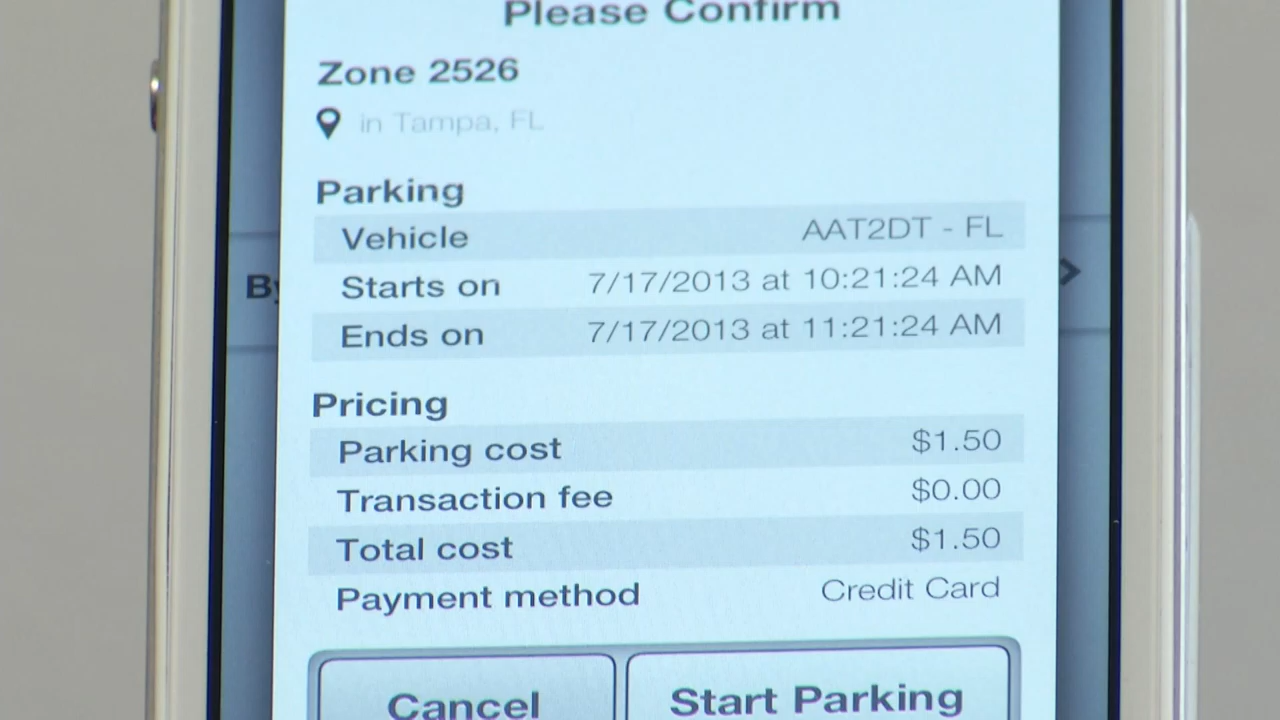 Please Confirm
Zone 2526
in Tampa, FL
Parking
Vehicle AAT2DT - FL
Starts on 7/17/2013 at 10:21:24 AM
Ends on 7/17/2013 at 11:21:24 AM
Pricing
Parking cost $1.50
Transaction fee $0.00
Total cost $1.50
Payment method Credit Card
Cancel Start Parking